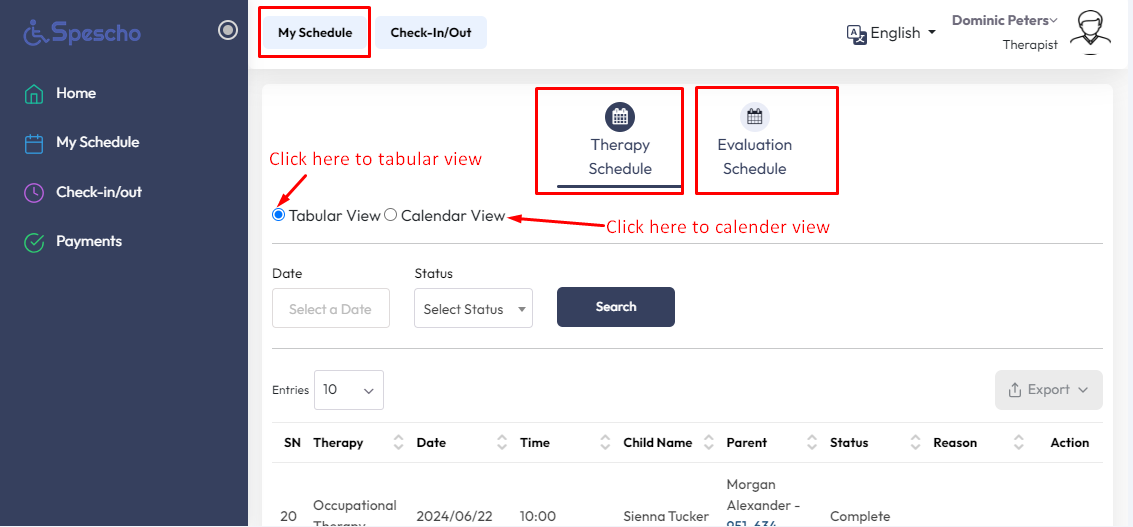 Spescho
My Schedule
Check-In/Out
English
Dominic Peters
Therapist
Home
My Schedule
Check-in/out
Payments
Therapy
Schedule
Evaluation
Schedule
Click here to tabular view
Tabular View Calendar View
Click here to calender view
Date
Status
Select a Date
Select Status
Search
Entries 10
Export
SN Therapy Date Time Child Name Parent Status Reason Action
Morgan
Occupational
Alexander -
20 2024/06/22 10:00 Sienna Tucker Complete
Therapy
951-634